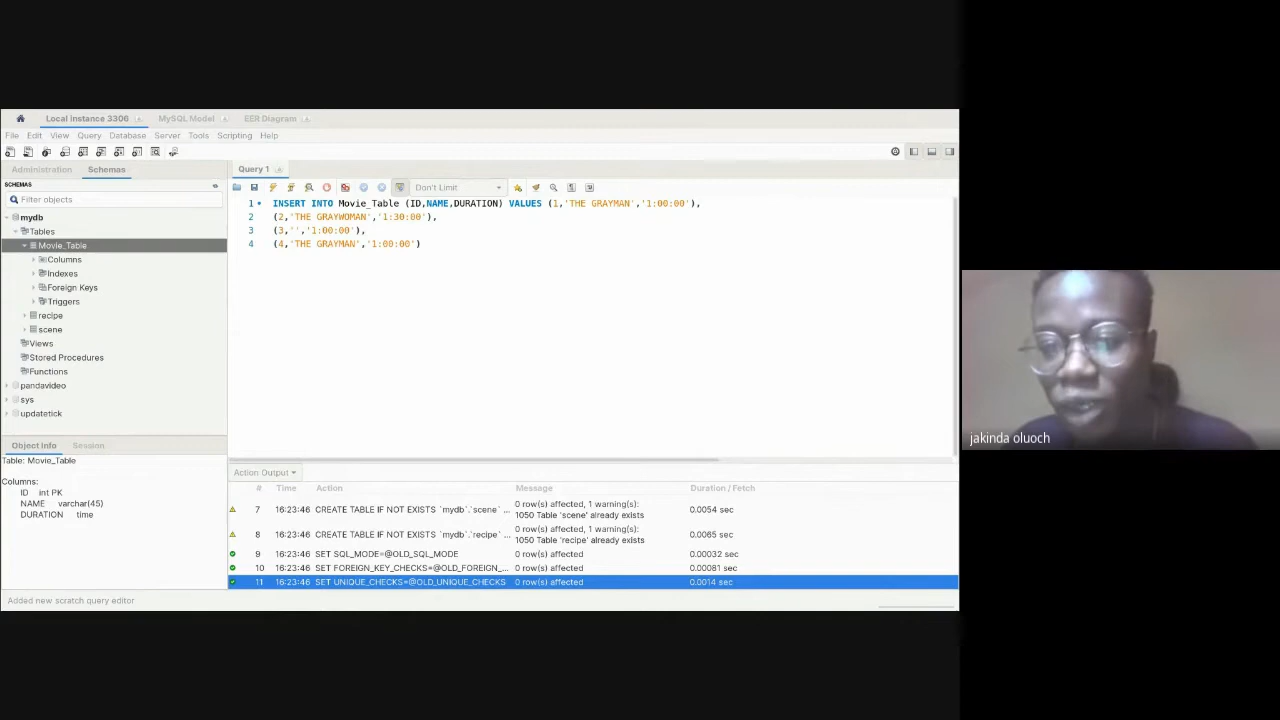 Local instance 3306
MySQL Model
EER Diagram
File Edit View Query Database Server Tools Scripting Help
Administration
Schemas
Query 1
SCHEMAS
Don't Limit
Filter objects
1 INSERT INTO Movie_Table (ID,NAME,DURATION) VALUES (1,'THE GRAYMAN','1:00:00'),
2 (2,'THE GRAYWOMAN','1:30:00'),
3 (3,'','1:00:00'),
4 (4,'THE GRAYMAN','1:00:00')
mydb
Tables
Movie_Table
Columns
Indexes
Foreign Keys
Triggers
recipe
scene
Views
Stored Procedures
Functions
pandavideo
sys
updatetick
Object Info Session
Table: Movie_Table
Columns:
ID int PK
NAME varchar(45)
DURATION time
Action Output
# Time Action Message Duration / Fetch
7 16:23:46 CREATE TABLE IF NOT EXISTS `mydb`.`scene` ... 0 row(s) affected, 1 warning(s): 0.0054 sec
1050 Table 'scene' already exists
8 16:23:46 CREATE TABLE IF NOT EXISTS `mydb`.`recipe` ... 0 row(s) affected, 1 warning(s): 0.0065 sec
1050 Table 'recipe' already exists
9 16:23:46 SET SQL_MODE=@OLD_SQL_MODE 0 row(s) affected 0.00032 sec
10 16:23:46 SET FOREIGN_KEY_CHECKS=@OLD_FOREIGN_... 0 row(s) affected 0.00081 sec
11 16:23:46 SET UNIQUE_CHECKS=@OLD_UNIQUE_CHECKS 0 row(s) affected 0.0014 sec
Added new scratch query editor
jakinda oluoch